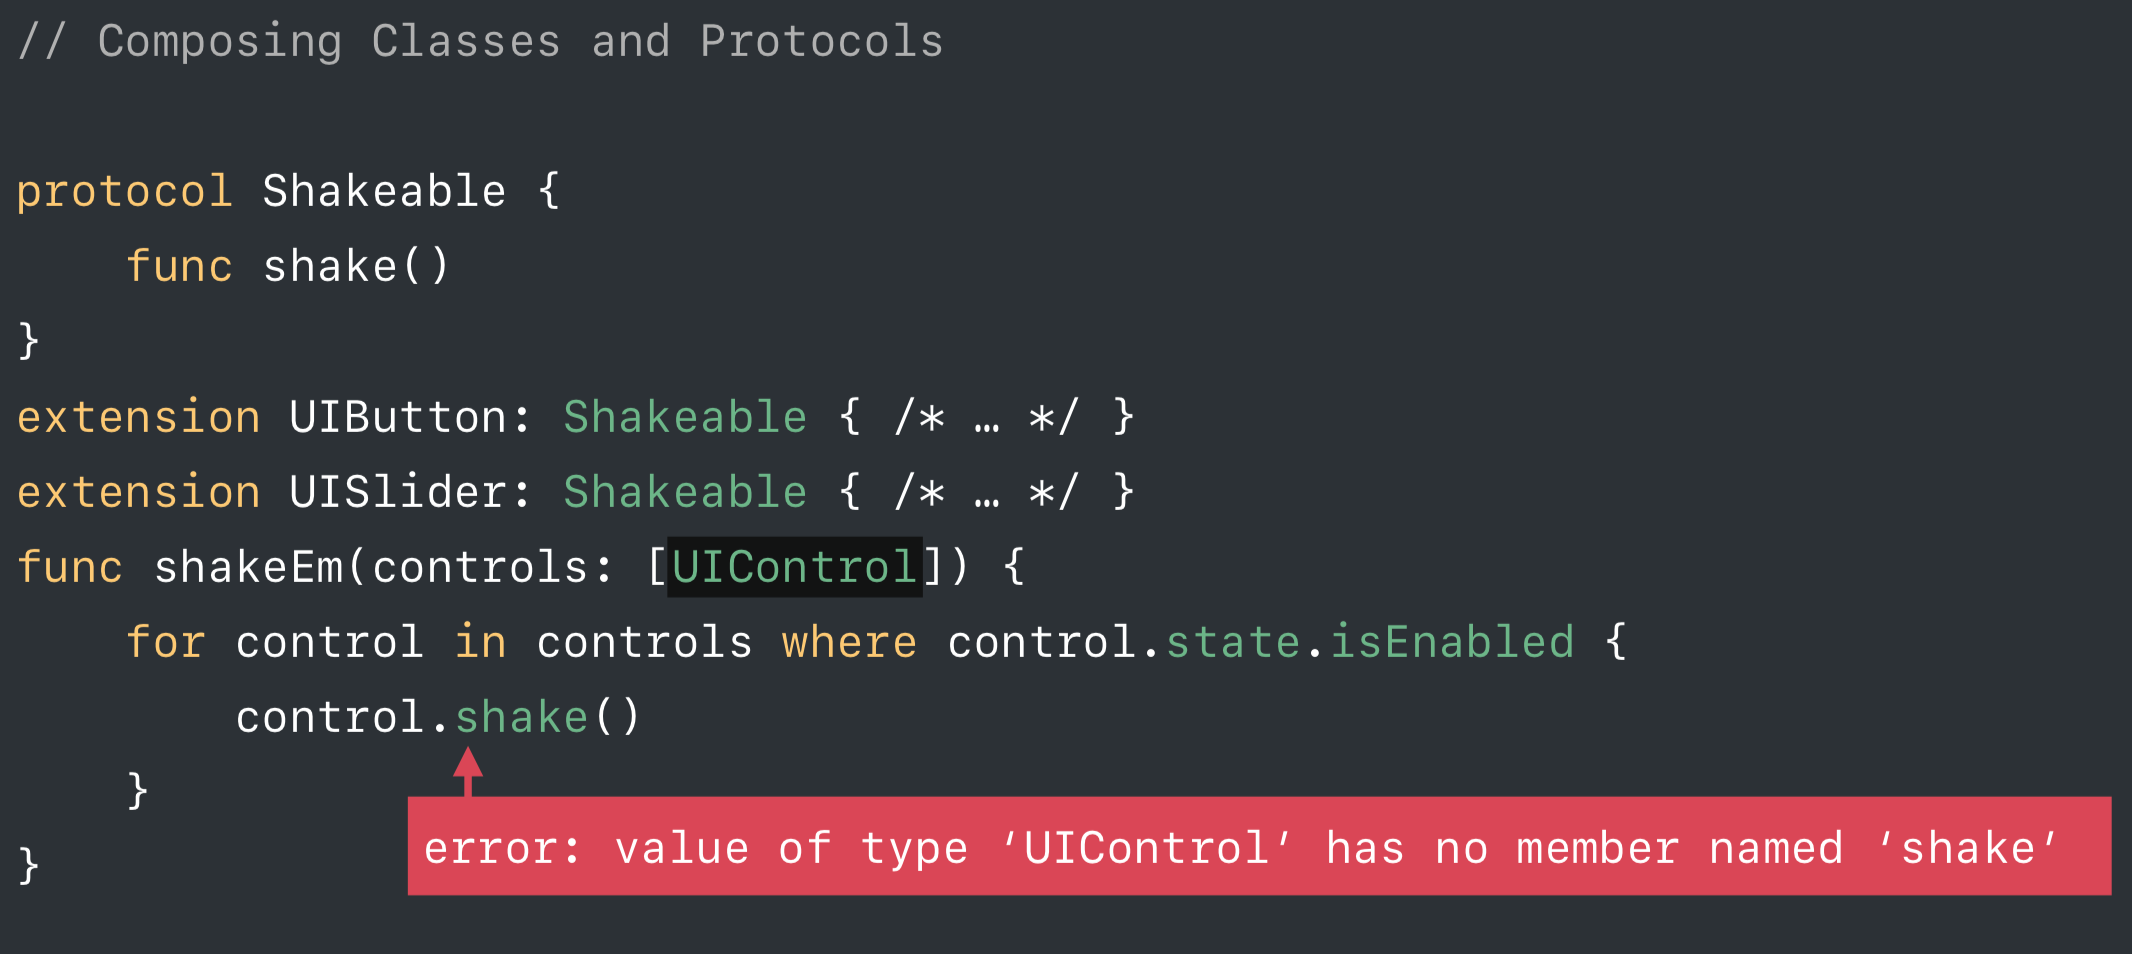 // Composing Classes and Protocols
protocol Shakeable {
    func shake()
}
extension UIButton: Shakeable { /* … */ }
extension UISlider: Shakeable { /* … */ }
func shakeEm(controls: [UIControl]) {
    for control in controls where control.state.isEnabled {
        control.shake()
    }
error: value of type ‘UIControl’ has no member named ‘shake’
}